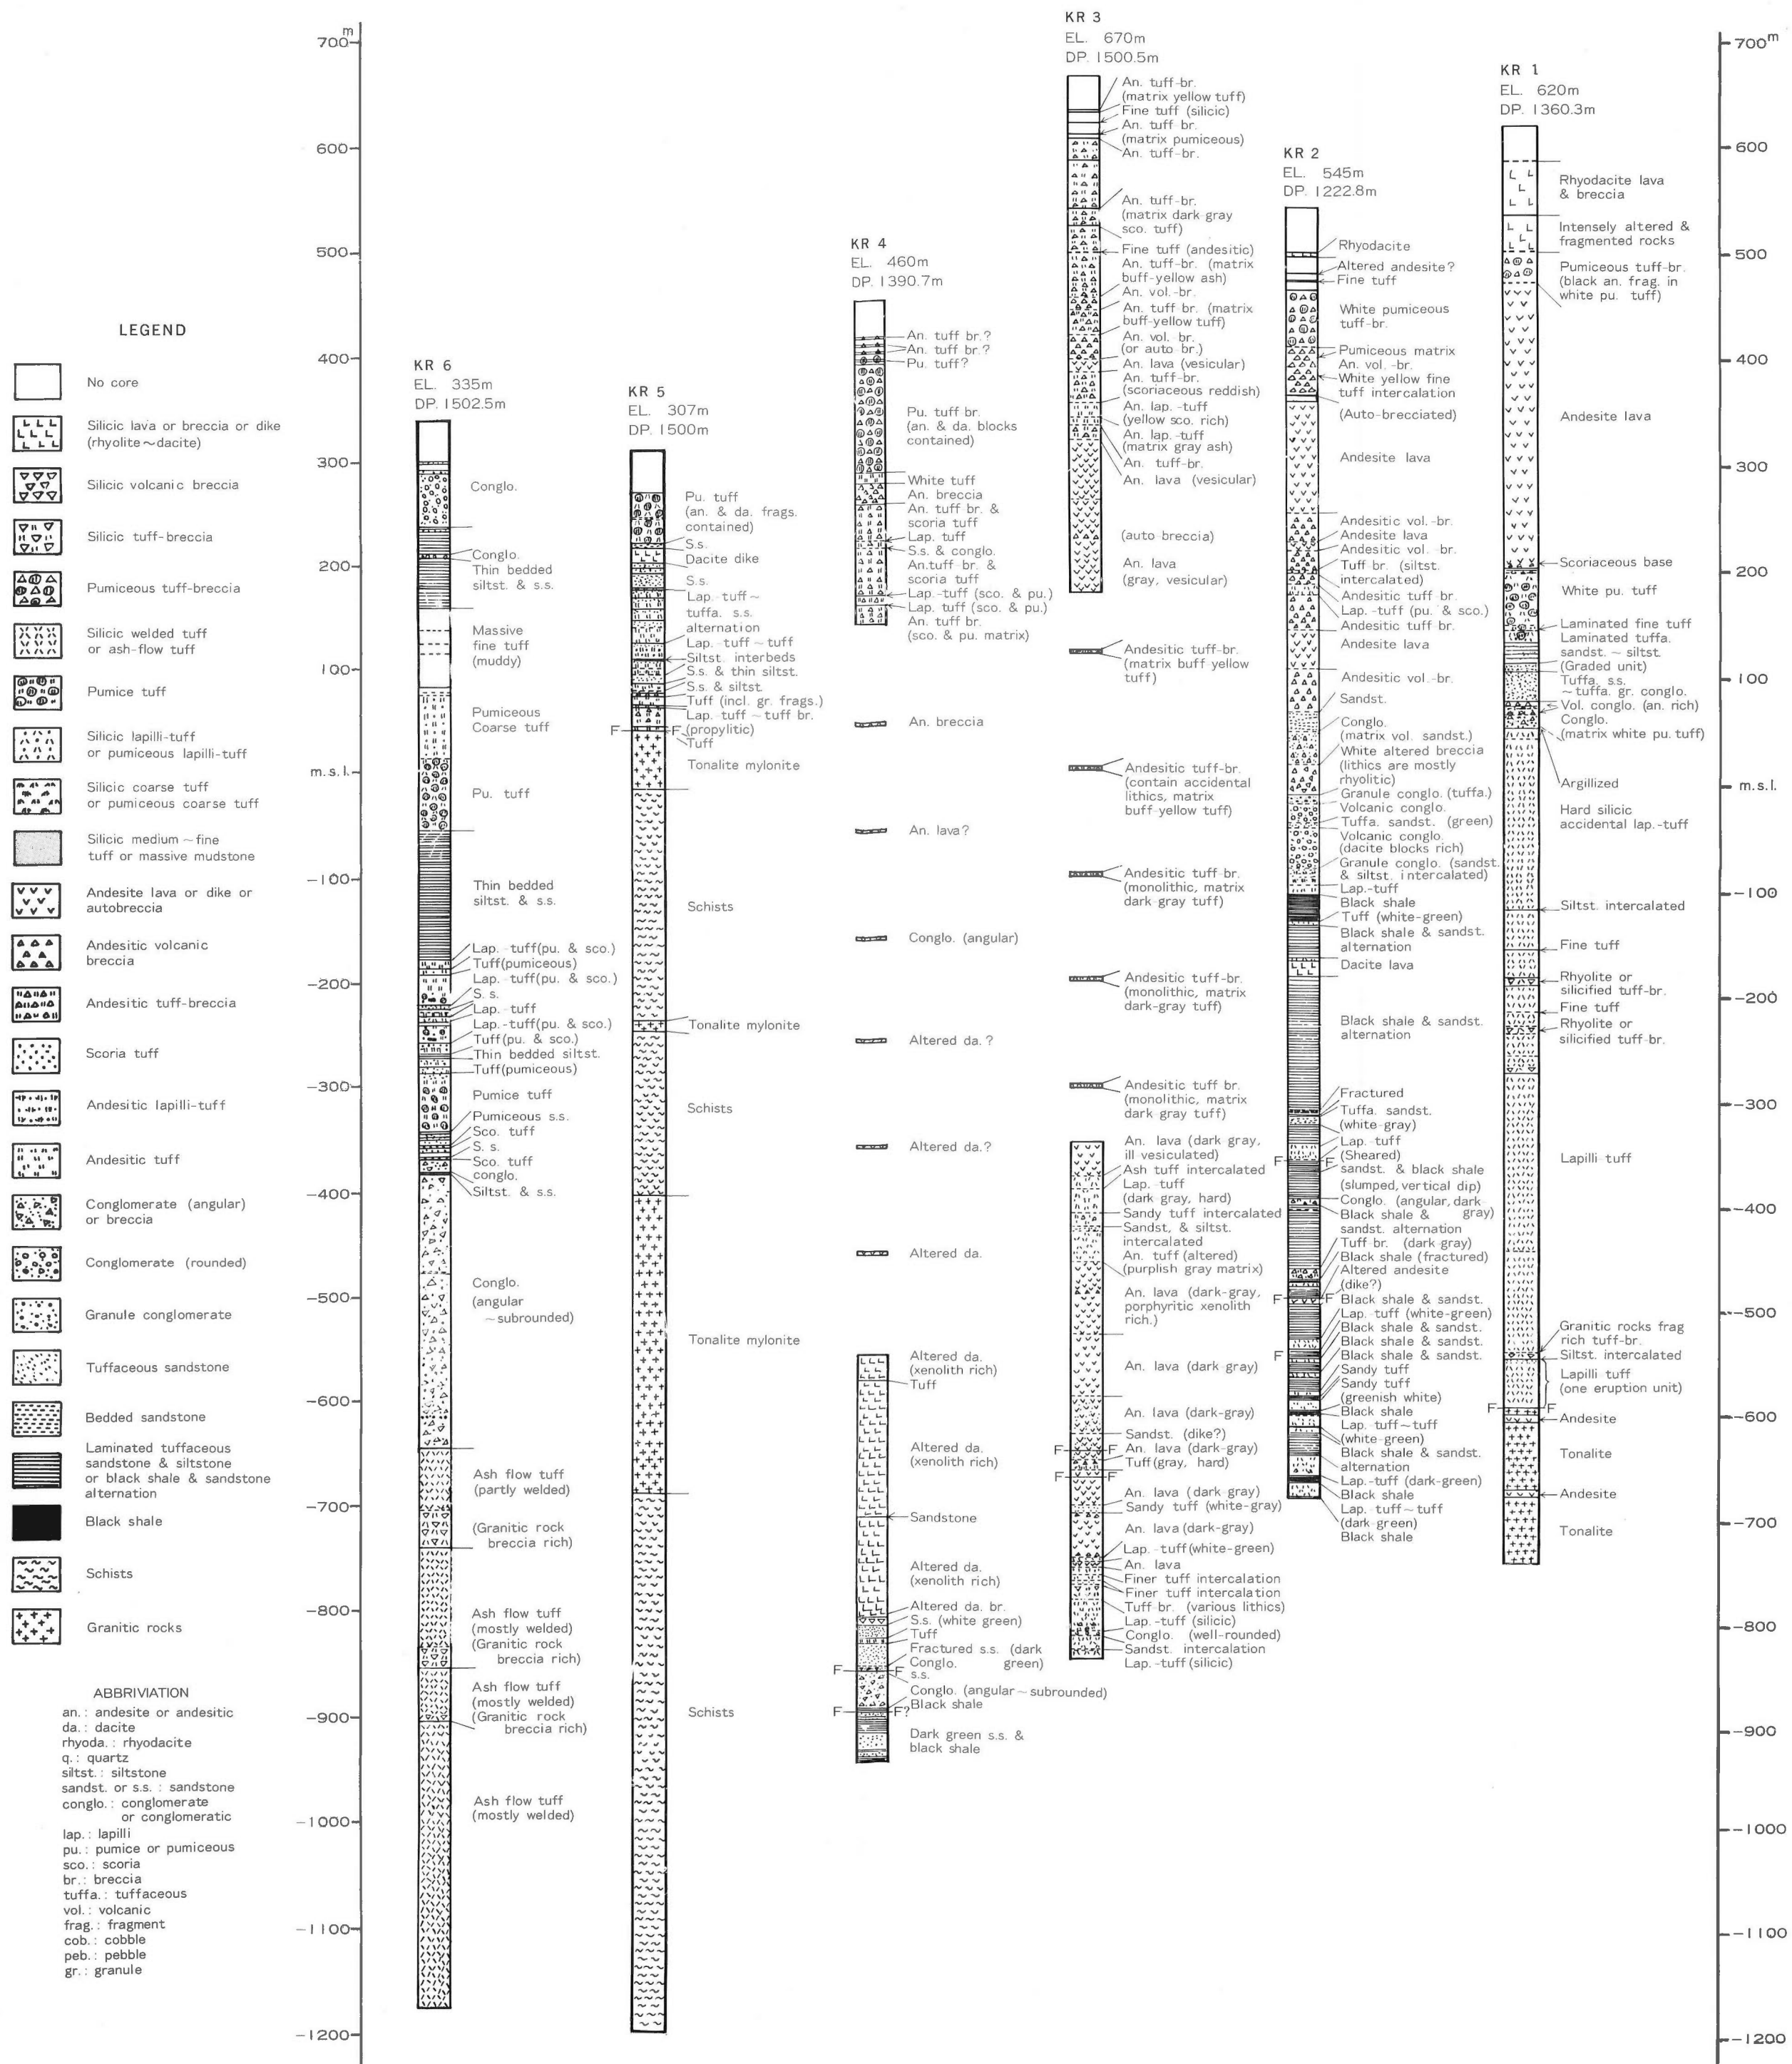 LEGEND
No core
Silicic lava or breccia or dike
(rhyolite~dacite)
Silicic volcanic breccia
Silicic tuff-breccia
Pumiceous tuff-breccia
Silicic welded tuff
or ash-flow tuff
Pumice tuff
Silicic lapilli-tuff
or pumiceous lapilli-tuff
Silicic coarse tuff
or pumiceous coarse tuff
Silicic medium~fine
tuff or massive mudstone
Andesite lava or dike or
autobreccia
Andesitic volcanic
breccia
Andesitic tuff-breccia
Scoria tuff
Andesitic lapilli-tuff
Andesitic tuff
Conglomerate (angular)
or breccia
Conglomerate (rounded)
Granule conglomerate
Tuffaceous sandstone
Bedded sandstone
Laminated tuffaceous
sandstone & siltstone
or black shale & sandstone
alternation
Black shale
Schists
Granitic rocks
ABBRIVIATION
an.: andesite or andesitic
da.: dacite
rhyoda.: rhyodacite
q.: quartz
siltst.: siltstone
sandst. or s.s.: sandstone
conglo.: conglomerate
or conglomeratic
lap.: lapilli
pu.: pumice or pumiceous
sco.: scoria
br.: breccia
tuffa.: tuffaceous
vol.: volcanic
frag.: fragment
cob.: cobble
peb.: pebble
gr.: granule
m
700
600
500
400
300
200
100
m.s.l.
-100
-200
-300
-400
-500
-600
-700
-800
-900
-1000
-1100
-1200
KR 6
EL. 335m
DP. 1502.5m
Conglo.
Conglo.
Thin bedded
siltst. & s.s.
Massive
fine tuff
(muddy)
Pumiceous
Coarse tuff
Pu. tuff
Thin bedded
siltst. & s.s.
Lap.-tuff(pu. & sco.)
Tuff(pumiceous)
Lap.-tuff(pu. & sco.)
S. s.
Lap.-tuff
Lap.-tuff(pu. & sco.)
Tuff(pu. & sco.)
Thin bedded siltst.
Tuff(pumiceous)
Pumice tuff
Pumiceous s.s.
Sco. tuff
S. s.
Sco. tuff
conglo.
Siltst. & s.s.
Conglo.
(angular
~subrounded)
Ash flow tuff
(partly welded)
(Granitic rock
breccia rich)
Ash flow tuff
(mostly welded)
(Granitic rock
breccia rich)
Ash flow tuff
(mostly welded)
(Granitic rock
breccia rich)
Ash flow tuff
(mostly welded)
KR 5
EL. 307m
DP. 1500m
Pu. tuff
(an. & da. frags.
contained)
S.s.
Dacite dike
S.s.
Lap.-tuff~
tuffa. s.s.
alternation
Lap.-tuff~tuff
Siltst. interbeds
S.s. & thin siltst.
S.s. & siltst.
Tuff (incl. gr. frags.)
Lap. tuff~tuff br.
F F (propylitic)
Tuff
Tonalite mylonite
Schists
Tonalite mylonite
Schists
Tonalite mylonite
Schists
KR 4
EL. 460m
DP. 1390.7m
An. tuff br.?
An. tuff br.?
Pu. tuff?
Pu. tuff br.
(an. & da. blocks
contained)
White tuff
An. breccia
An. tuff br. &
scoria tuff
Lap. tuff
S.s. & conglo.
An.tuff br. &
scoria tuff
Lap.-tuff (sco. & pu.)
Lap. tuff (sco. & pu.)
An. tuff br.
(sco. & pu. matrix)
An. breccia
An. lava?
Conglo. (angular)
Altered da.?
Altered da.?
Altered da.
Altered da.
(xenolith rich)
Tuff
Altered da.
(xenolith rich)
Sandstone
Altered da.
(xenolith rich)
Altered da. br.
S.s. (white green)
Tuff
Fractured s.s. (dark
Conglo. green)
F F s.s.
Conglo. (angular~subrounded)
F F? Black shale
Dark green s.s. &
black shale
KR 3
EL. 670m
DP. 1500.5m
An. tuff-br.
(matrix yellow tuff)
Fine tuff (silicic)
An. tuff br.
(matrix pumiceous)
An. tuff-br.
An. tuff-br.
(matrix dark-gray
sco. tuff)
Fine tuff (andesitic)
An. tuff-br. (matrix
buff-yellow ash)
An. vol.-br.
An. tuff br. (matrix
buff-yellow tuff)
An. vol. br.
(or auto br.)
An. lava (vesicular)
An. tuff-br.
(scoriaceous reddish)
An. lap.-tuff
(yellow sco. rich)
An. lap.-tuff
(matrix gray ash)
An. tuff-br.
An. lava (vesicular)
(auto breccia)
An. lava
(gray, vesicular)
Andesitic tuff-br.
(matrix buff yellow
tuff)
Andesitic tuff-br.
(contain accidental
lithics, matrix
buff-yellow tuff)
Andesitic tuff-br.
(monolithic, matrix
dark-gray tuff)
Andesitic tuff-br.
(monolithic, matrix
dark-gray tuff)
Andesitic tuff br.
(monolithic, matrix
dark gray tuff)
An. lava (dark gray,
ill vesiculated)
Ash tuff intercalated
Lap.-tuff
(dark gray, hard)
Sandy tuff intercalated
Sandst, & siltst.
intercalated
An. tuff (altered)
(purplish gray matrix)
An. lava (dark-gray,
porphyritic xenolith
rich.)
An. lava (dark-gray)
An. lava (dark-gray)
Sandst. (dike?)
F F An. lava (dark-gray)
Tuff(gray, hard)
F F
An. lava (dark-gray)
Sandy tuff (white-gray)
An. lava(dark-gray)
Lap.-tuff(white-green)
An. lava
Finer tuff intercalation
Finer tuff intercalation
Tuff-br. (various lithics)
Lap.-tuff (silicic)
Conglo. (well-rounded)
Sandst. intercalation
Lap.-tuff(silicic)
KR 2
EL. 545m
DP. 1222.8m
Rhyodacite
Altered andesite?
Fine tuff
White pumiceous
tuff-br.
Pumiceous matrix
An. vol.-br.
White yellow fine
tuff intercalation
(Auto-brecciated)
Andesite lava
Andesitic vol.-br.
Andesite lava
Andesitic vol. br.
Tuff br. (siltst.
intercalated)
Andesitic tuff br.
Lap.-tuff (pu. & sco.)
Andesitic tuff br.
Andesite lava
Andesitic vol.-br.
Sandst.
Conglo.
(matrix vol. sandst.)
White altered breccia
(lithics are mostly
rhyolitic)
Granule conglo. (tuffa.)
Volcanic conglo.
Tuffa. sandst. (green)
Volcanic conglo.
(dacite blocks rich)
Granule conglo. (sandst.
& siltst. intercalated)
Lap.-tuff
Black shale
Tuff (white-green)
Black shale & sandst.
alternation
Dacite lava
Black shale & sandst.
alternation
Fractured
Tuffa. sandst.
(white-gray)
Lap.-tuff
F F (Sheared)
sandst. & black shale
(slumped, vertical dip)
Conglo. (angular, dark
Black shale & gray)
sandst. alternation
Tuff br. (dark-gray)
Black shale (fractured)
Altered andesite
(dike?)
F F Black shale & sandst.
Lap.-tuff (white-green)
Black shale & sandst.
Black shale & sandst.
F Black shale & sandst.
Sandy tuff
Sandy tuff
(greenish white)
Black shale
Lap. tuff~tuff
(white-green)
Black shale & sandst.
alternation
Lap.-tuff (dark-green)
Black shale
Lap. tuff~tuff
(dark green)
Black shale
KR 1
EL. 620m
DP. 1360.3m
Rhyodacite lava
& breccia
Intensely altered &
fragmented rocks
Pumiceous tuff-br.
(black an. frag. in
white pu. tuff)
Andesite lava
Scoriaceous base
White pu. tuff
Laminated fine tuff
Laminated tuffa.
sandst. ~ siltst.
(Graded unit)
Tuffa. s.s.
~tuffa. gr. conglo.
Vol. conglo. (an. rich)
Conglo.
(matrix white pu. tuff)
Argillized
Hard silicic
accidental lap.-tuff
Siltst. intercalated
Fine tuff
Rhyolite or
silicified tuff-br.
Fine tuff
Rhyolite or
silicified tuff-br.
Lapilli tuff
Granitic rocks frag
rich tuff-br.
Siltst. intercalated
Lapilli tuff
(one eruption unit)
F F
Andesite
Tonalite
Andesite
Tonalite
700m
600
500
400
300
200
100
m.s.l.
-100
-200
-300
-400
-500
-600
-700
-800
-900
-1000
-1100
-1200